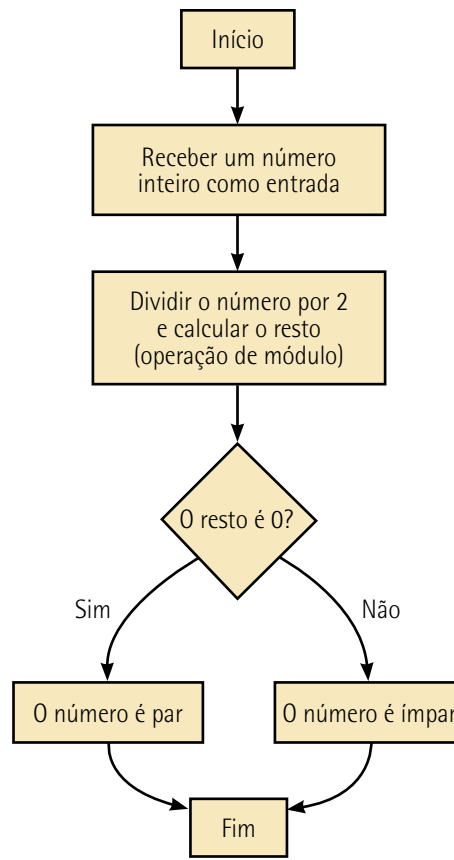 Início
Receber um número
inteiro como entrada
Dividir o número por 2
e calcular o resto
(operação de módulo)
O resto é 0?
Sim
Não
O número é par
O número é ímpar
Fim